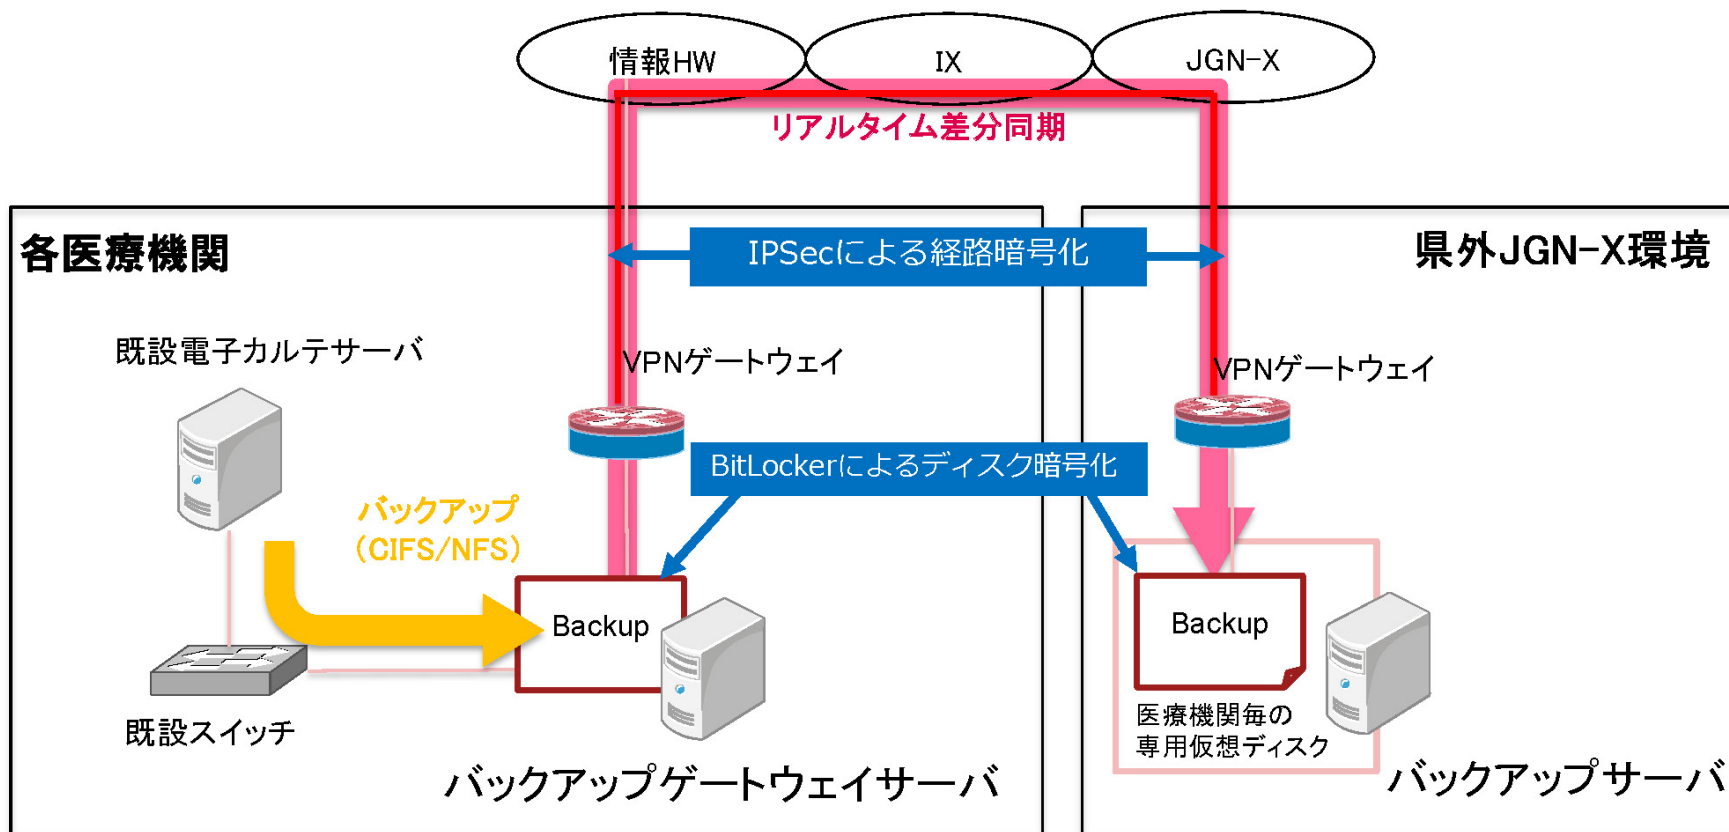 情報HW
IX
JGN-X
リアルタイム差分同期
各医療機関
IPSecによる経路暗号化
県外JGN-X環境
既設電子カルテサーバ
VPNゲートウェイ
VPNゲートウェイ
BitLockerによるディスク暗号化
バックアップ
(CIFS/NFS)
Backup
Backup
既設スイッチ
医療機関毎の
専用仮想ディスク
バックアップゲートウェイサーバ
バックアップサーバ